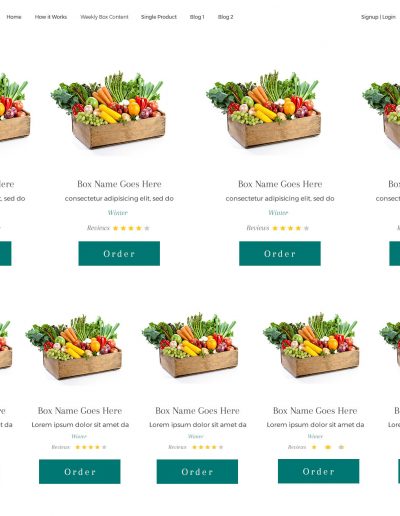 Home How it Works Weekly Box Content Single Product Blog 1 Blog 2 Signup | Login
ere Box Name Goes Here Box Name Goes Here
t, sed do consectetur adipisicing elit, sed do consectetur adipisicing elit, sed do consectet
Winter Winter
Reviews Reviews
Order Order
re Box Name Goes Here Box Name Goes Here Box Name Goes Here Box
da Lorem ipsum dolor sit amet da Lorem ipsum dolor sit amet da Lorem ipsum dolor sit amet da Lorem
Winter Winter Winter
Reviews Reviews Reviews
Order Order Order